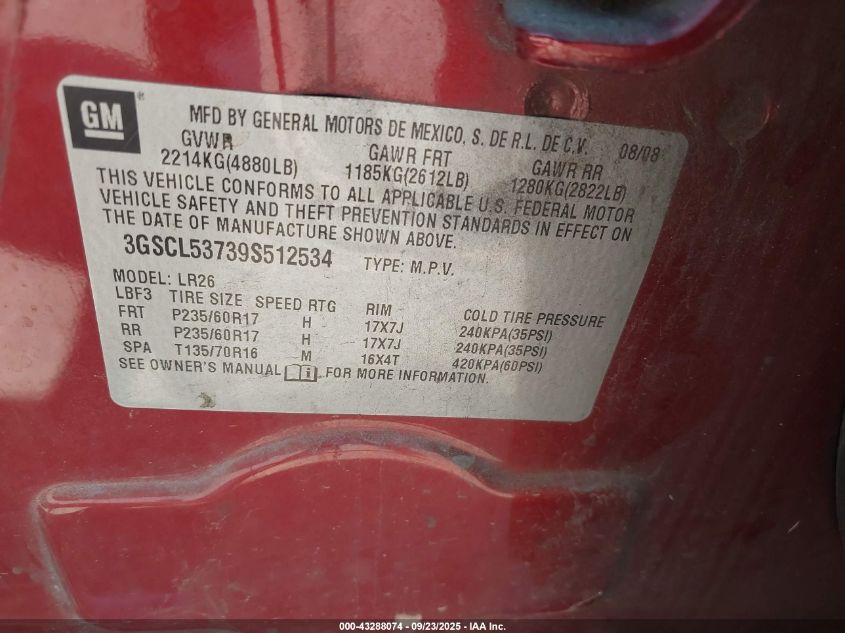 GM ®
MFD BY GENERAL MOTORS DE MEXICO, S. DE R.L. DE C.V. 08/08
GVWR GAWR FRT GAWR RR
2214KG(4880LB) 1185KG(2612LB) 1280KG(2822LB)
THIS VEHICLE CONFORMS TO ALL APPLICABLE U.S. FEDERAL MOTOR
VEHICLE SAFETY AND THEFT PREVENTION STANDARDS IN EFFECT ON
THE DATE OF MANUFACTURE SHOWN ABOVE.
3GSCL53739S512534 TYPE: M.P.V.
MODEL: LR26
LBF3 TIRE SIZE SPEED RTG RIM COLD TIRE PRESSURE
FRT P235/60R17 H 17X7J 240KPA(35PSI)
RR P235/60R17 H 17X7J 240KPA(35PSI)
SPA T135/70R16 M 16X4T 420KPA(60PSI)
SEE OWNER'S MANUAL FOR MORE INFORMATION.
000-43288074 - 09/23/2025 - IAA Inc.